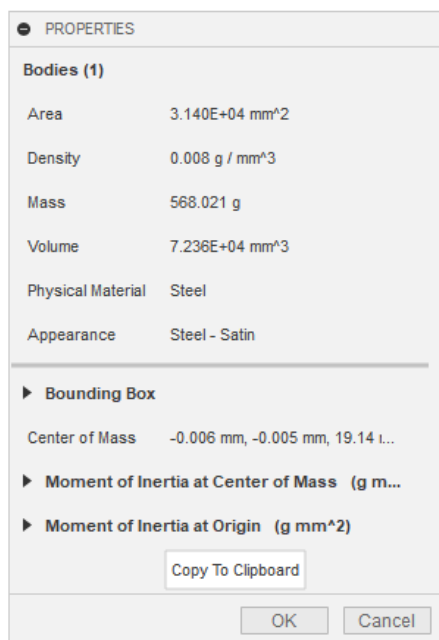 PROPERTIES
Bodies (1)
Area 3.140E+04 mm^2
Density 0.008 g / mm^3
Mass 568.021 g
Volume 7.236E+04 mm^3
Physical Material Steel
Appearance Steel - Satin
Bounding Box
Center of Mass -0.006 mm, -0.005 mm, 19.14 ı...
Moment of Inertia at Center of Mass (g m...
Moment of Inertia at Origin (g mm^2)
Copy To Clipboard
OK Cancel